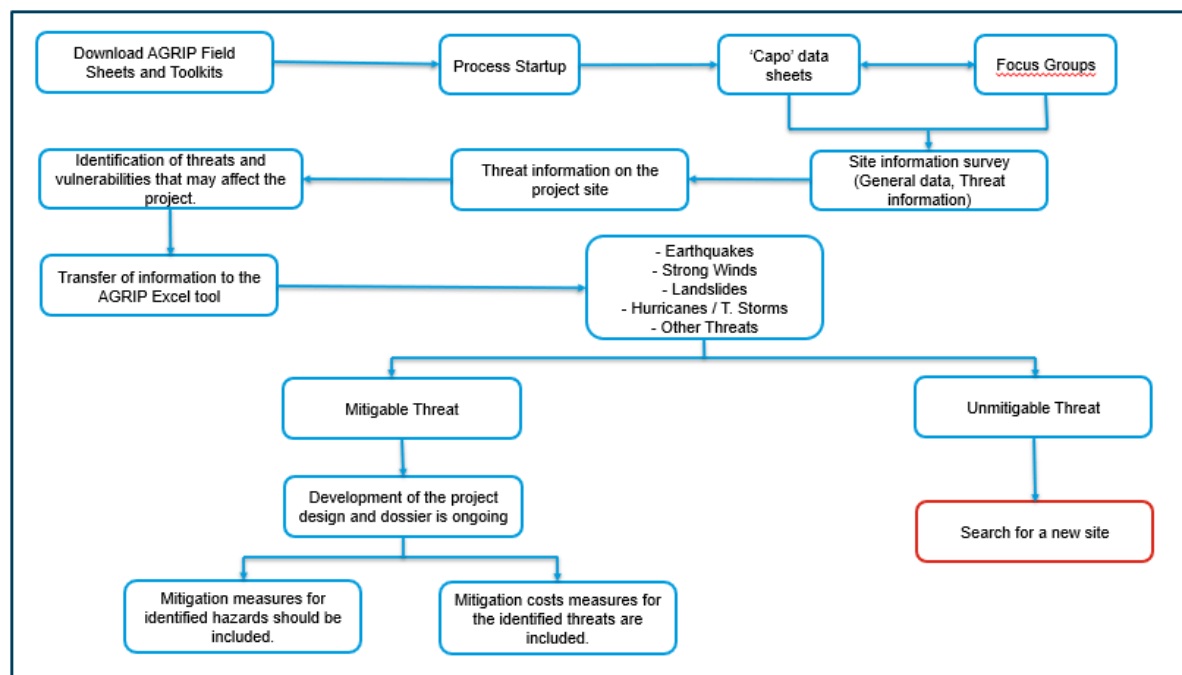 Download AGRIP Field
Sheets and Toolkits
Process Startup
‘Capo’ data
sheets
Focus Groups
Identification of threats and
vulnerabilities that may affect the
project.
Threat information on the
project site
Site information survey
(General data, Threat
information)
Transfer of information to the
AGRIP Excel tool
- Earthquakes
- Strong Winds
- Landslides
- Hurricanes / T. Storms
- Other Threats
Mitigable Threat
Unmitigable Threat
Development of the project
design and dossier is ongoing
Search for a new site
Mitigation measures for
identified hazards should be
included.
Mitigation costs measures for
the identified threats are
included.